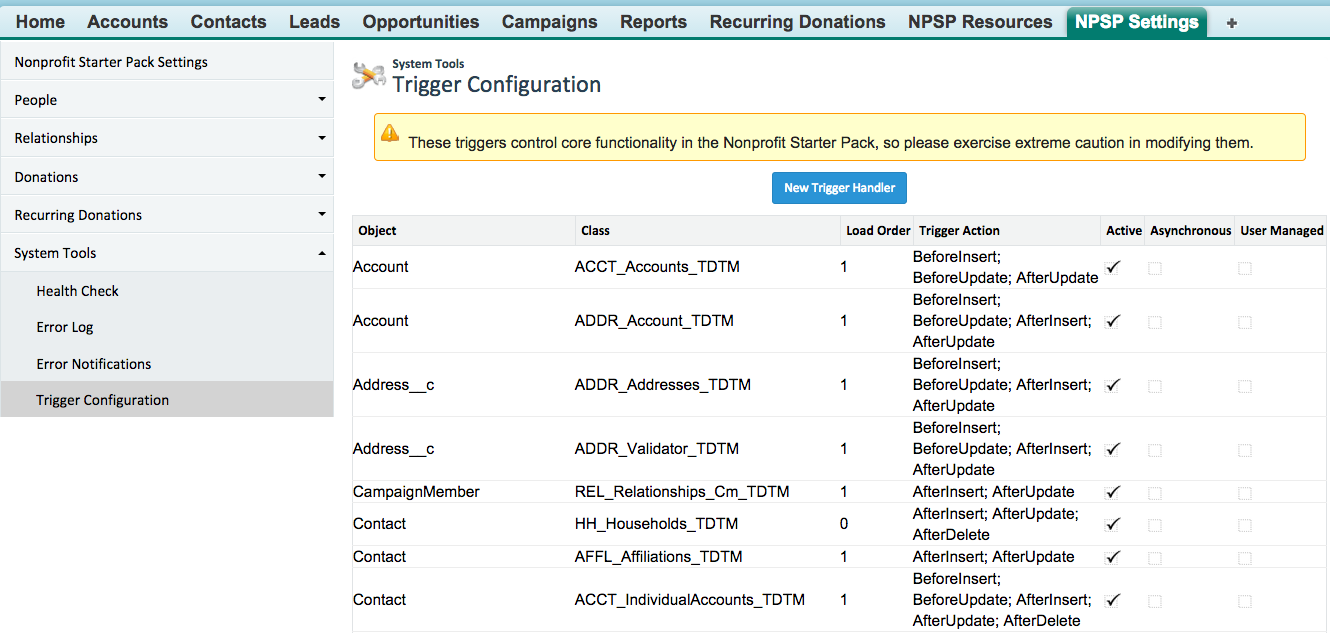 Home Accounts Contacts Leads Opportunities Campaigns Reports Recurring Donations NPSP Resources NPSP Settings +
Nonprofit Starter Pack Settings
People
Relationships
Donations
Recurring Donations
System Tools
Health Check
Error Log
Error Notifications
Trigger Configuration
System Tools
Trigger Configuration
These triggers control core functionality in the Nonprofit Starter Pack, so please exercise extreme caution in modifying them.
New Trigger Handler
Object Class Load Order Trigger Action Active Asynchronous User Managed
Account ACCT_Accounts_TDTM 1 BeforeInsert;
BeforeUpdate; AfterUpdate
Account ADDR_Account_TDTM 1 BeforeInsert;
BeforeUpdate; AfterInsert;
AfterUpdate
Address__c ADDR_Addresses_TDTM 1 BeforeInsert;
BeforeUpdate; AfterInsert;
AfterUpdate
Address__c ADDR_Validator_TDTM 1 BeforeInsert;
BeforeUpdate; AfterInsert;
AfterUpdate
CampaignMember REL_Relationships_Cm_TDTM 1 AfterInsert; AfterUpdate
Contact HH_Households_TDTM 0 AfterInsert; AfterUpdate;
AfterDelete
Contact AFFL_Affiliations_TDTM 1 AfterInsert; AfterUpdate
Contact ACCT_IndividualAccounts_TDTM 1 BeforeInsert;
BeforeUpdate; AfterInsert;
AfterUpdate; AfterDelete